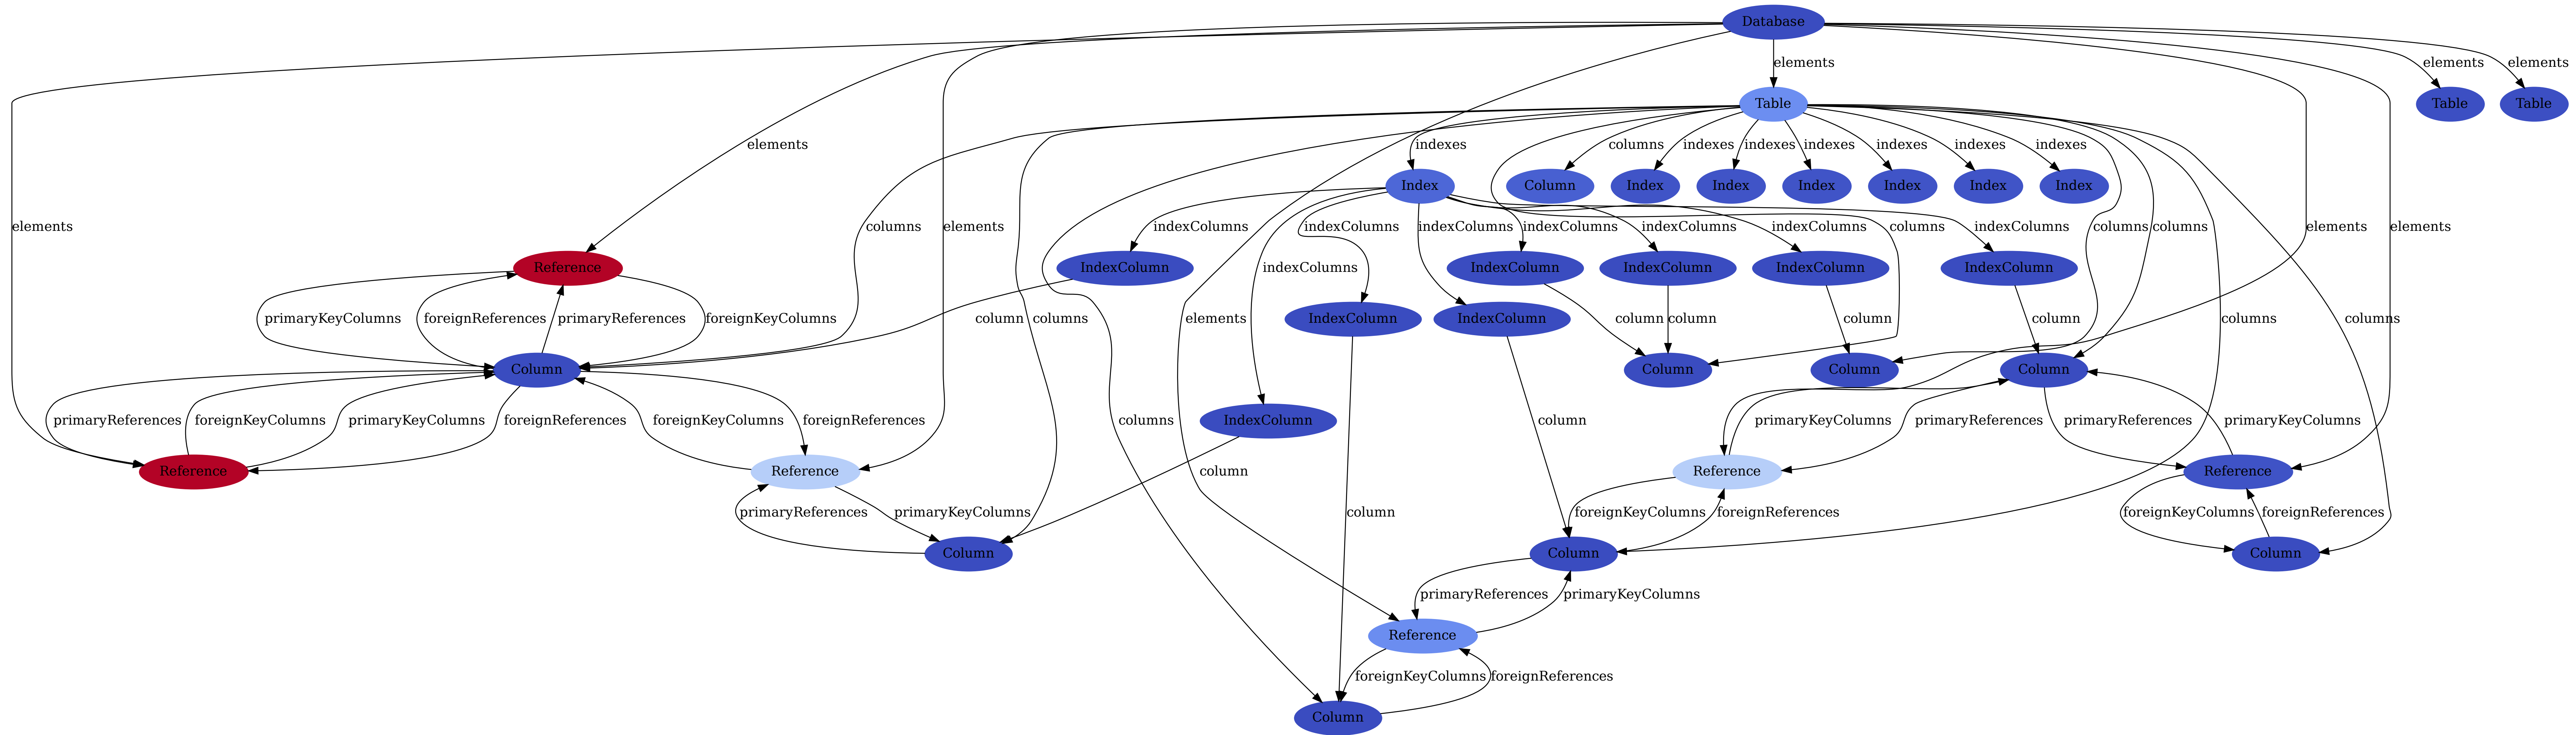 Database
elements
elements
elements
Table
Table
Table
elements
columns
indexes
indexes
indexes
indexes
indexes
indexes
indexes
Index
Column
Index
Index
Index
Index
Index
Index
elements
columns
elements
indexColumns
indexColumns
indexColumns
indexColumns
indexColumns
indexColumns
columns
indexColumns
columns
columns
elements
elements
indexColumns
Reference
IndexColumn
IndexColumn
IndexColumn
IndexColumn
IndexColumn
primaryKeyColumns
foreignReferences
primaryReferences
foreignKeyColumns
column
columns
elements
IndexColumn
IndexColumn
column
column
column
column
columns
columns
Column
Column
Column
Column
primaryReferences
foreignKeyColumns
primaryKeyColumns
foreignReferences
foreignKeyColumns
foreignReferences
columns
IndexColumn
column
primaryKeyColumns
primaryReferences
primaryReferences
primaryKeyColumns
Reference
Reference
column
Reference
Reference
primaryReferences
primaryKeyColumns
column
foreignKeyColumns
foreignReferences
foreignKeyColumns
foreignReferences
Column
Column
Column
primaryReferences
primaryKeyColumns
Reference
foreignKeyColumns
foreignReferences
Column